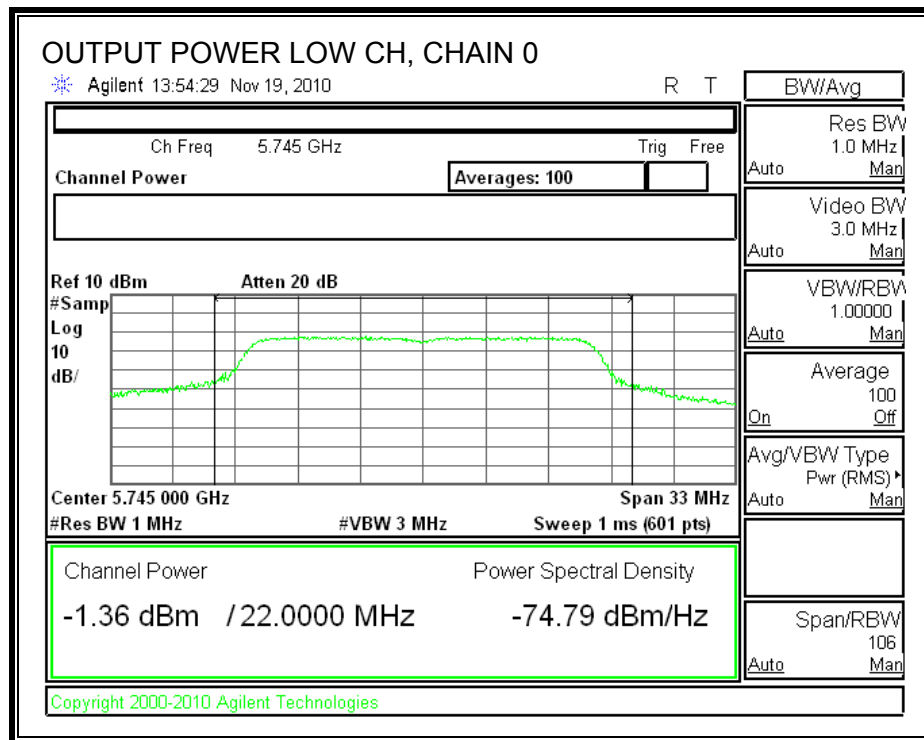 OUTPUT POWER LOW CH, CHAIN 0
Agilent 13:54:29 Nov 19, 2010 R T
Ch Freq 5.745 GHz Trig Free
Channel Power Averages: 100
Ref 10 dBm Atten 20 dB
#Samp
Log
10
dB/
Center 5.745 000 GHz Span 33 MHz
#Res BW 1 MHz #VBW 3 MHz Sweep 1 ms (601 pts)
Channel Power Power Spectral Density
-1.36 dBm / 22.0000 MHz -74.79 dBm/Hz
Copyright 2000-2010 Agilent Technologies
BW/Avg
Res BW
1.0 MHz
Auto Man
Video BW
3.0 MHz
Auto Man
VBW/RBW
1.00000
Auto Man
Average
100
On Off
Avg/VBW Type
Pwr (RMS)
Auto Man
Span/RBW
106
Auto Man